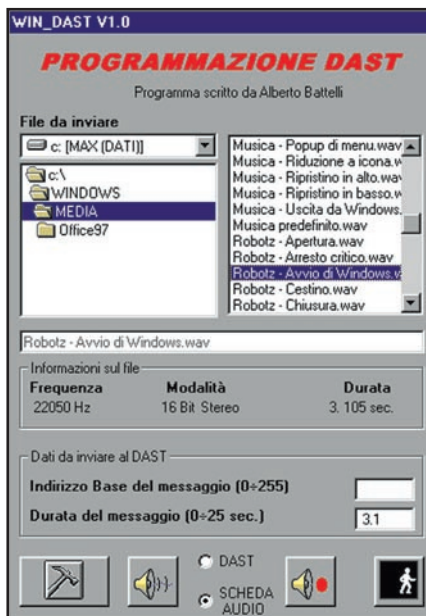 WIN_DAST V1.0
PROGRAMMAZIONE DAST
Programma scritto da Alberto Battelli
File da inviare
c: [MAX (DATI)]
c:\
WINDOWS
MEDIA
Office97
Musica - Popup di menu.wav
Musica - Riduzione a icona.w
Musica - Ripristino in alto.wav
Musica - Ripristino in basso.w
Musica - Uscita da Windows.
Musica predefinito.wav
Robotz - Apertura.wav
Robotz - Arresto critico.wav
Robotz - Avvio di Windows.w
Robotz - Cestino.wav
Robotz - Chiusura.wav
Robotz - Avvio di Windows.wav
Informazioni sul file
Frequenza Modalità Durata
22050 Hz 16 Bit Stereo 3. 105 sec.
Dati da inviare al DAST
Indirizzo Base del messaggio (0÷255)
Durata del messaggio (0÷25 sec.) 3.1
DAST
SCHEDA
AUDIO